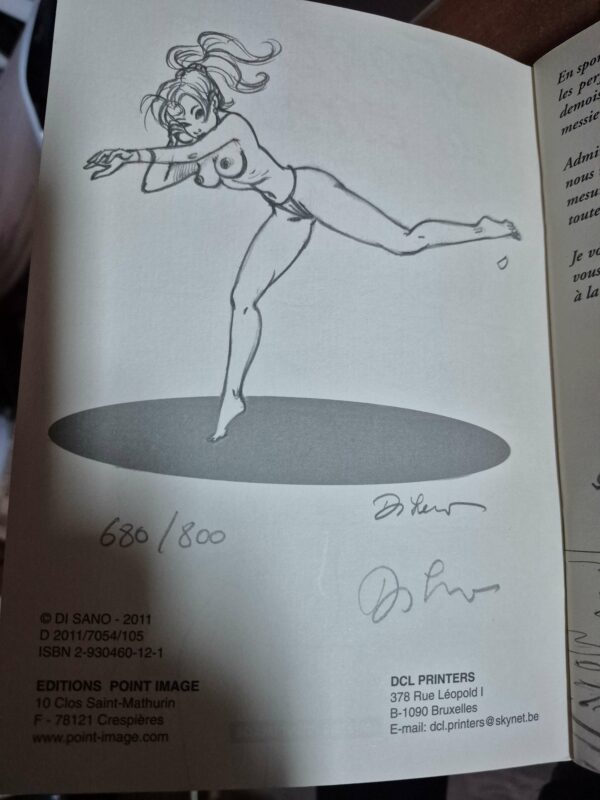 680/800
© DI SANO - 2011
D 2011/7054/105
ISBN 2-930460-12-1
EDITIONS POINT IMAGE
10 Clos Saint-Mathurin
F - 78121 Crespières
www.point-image.com
DCL PRINTERS
378 Rue Léopold I
B-1090 Bruxelles
E-mail: dcl.printers@skynet.be
En spo
les per
demois
messie
Admi
nous
mesu
toute
Je vo
vous
à la